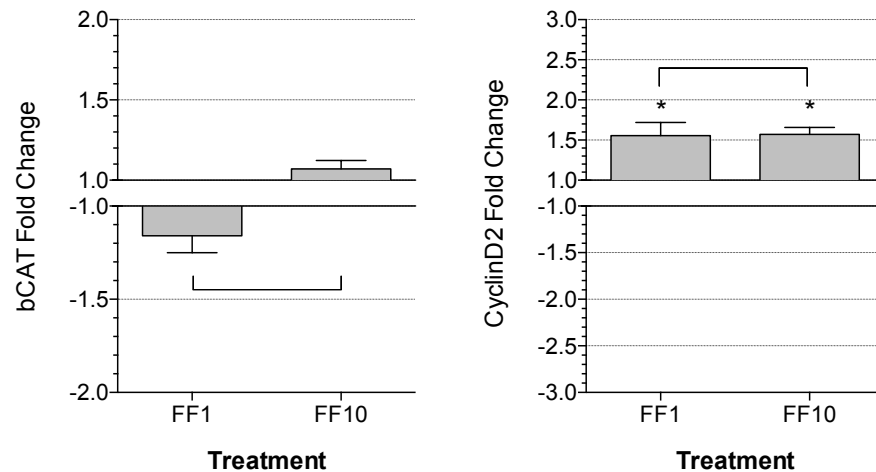 bCAT Fold Change
2.0
1.5
1.0
-1.0
-1.5
-2.0
FF1 FF10
Treatment
CyclinD2 Fold Change
3.0
2.5
2.0
1.5
1.0
-1.0
-1.5
-2.0
-2.5
-3.0
* *
FF1 FF10
Treatment